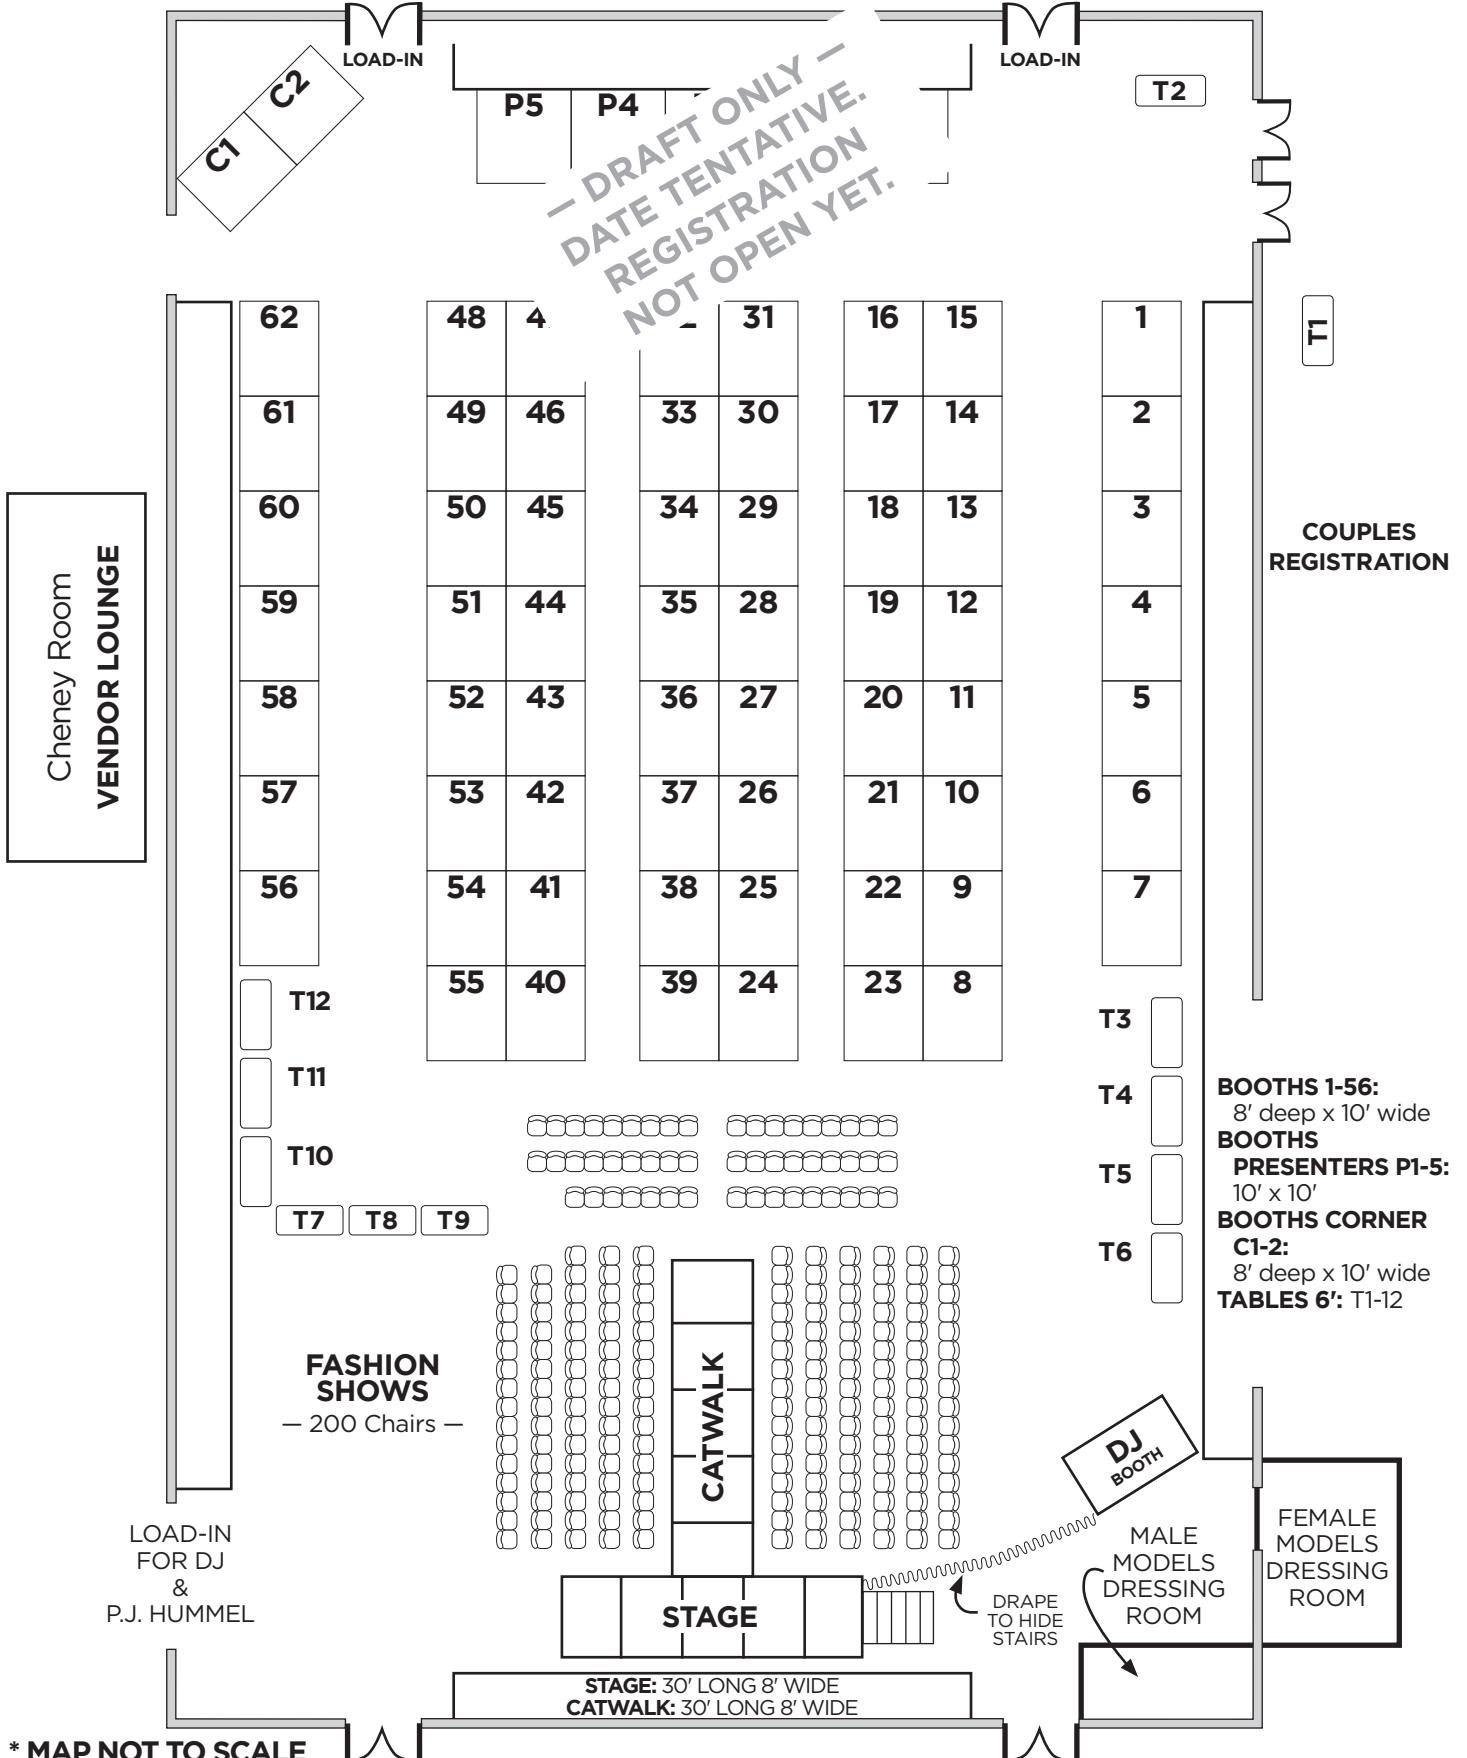 LOAD-IN
LOAD-IN
C2
C1
P5
P4
T2
— DRAFT ONLY —
DATE TENTATIVE.
REGISTRATION
NOT OPEN YET.
T1
62 48 31 16 15 1
61 49 46 33 30 17 14 2
60 50 45 34 29 18 13 3
59 51 44 35 28 19 12 4
58 52 43 36 27 20 11 5
57 53 42 37 26 21 10 6
56 54 41 38 25 22 9 7
55 40 39 24 23 8
Cheney Room
VENDOR LOUNGE
COUPLES
REGISTRATION
T12
T11
T10
T7 T8 T9
T3
T4
T5
T6
BOOTHS 1-56:
8' deep x 10' wide
BOOTHS
PRESENTERS P1-5:
10' x 10'
BOOTHS CORNER
C1-2:
8' deep x 10' wide
TABLES 6': T1-12
FASHION
SHOWS
— 200 Chairs —
CATWALK
DJ
BOOTH
LOAD-IN
FOR DJ
&
P.J. HUMMEL
STAGE
DRAPE
TO HIDE
STAIRS
MALE
MODELS
DRESSING
ROOM
FEMALE
MODELS
DRESSING
ROOM
STAGE: 30' LONG 8' WIDE
CATWALK: 30' LONG 8' WIDE
* MAP NOT TO SCALE